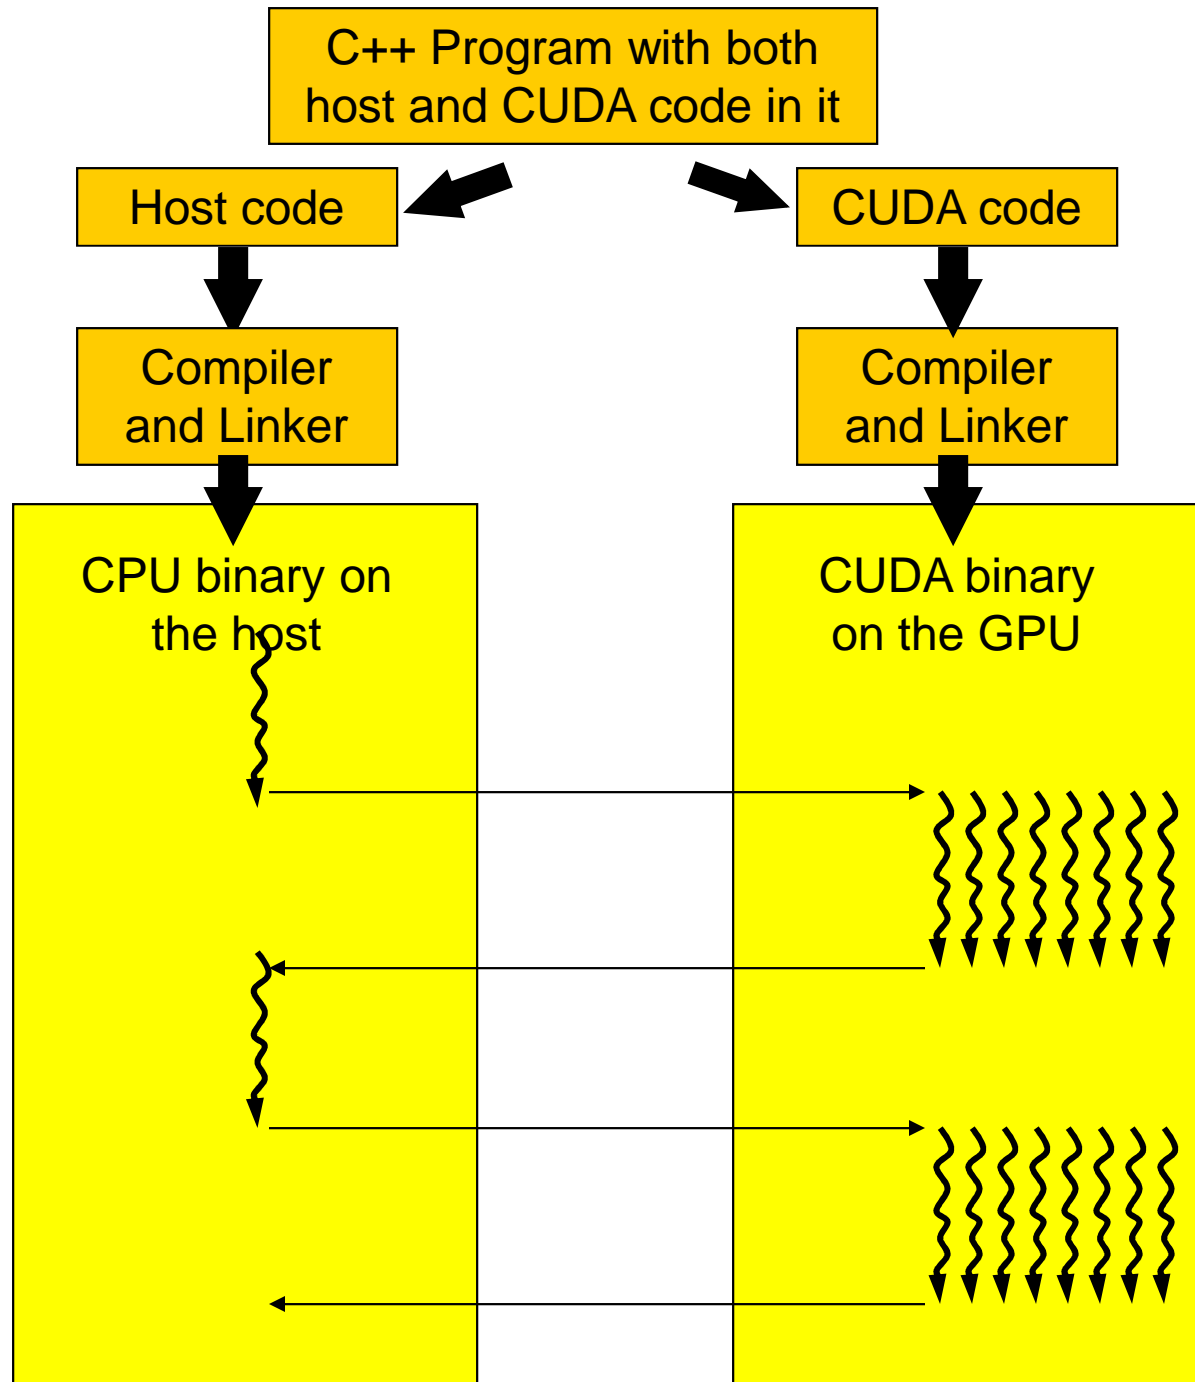 C++ Program with both
host and CUDA code in it
Host code
CUDA code
Compiler
and Linker
Compiler
and Linker
CPU binary on
the host
CUDA binary
on the GPU